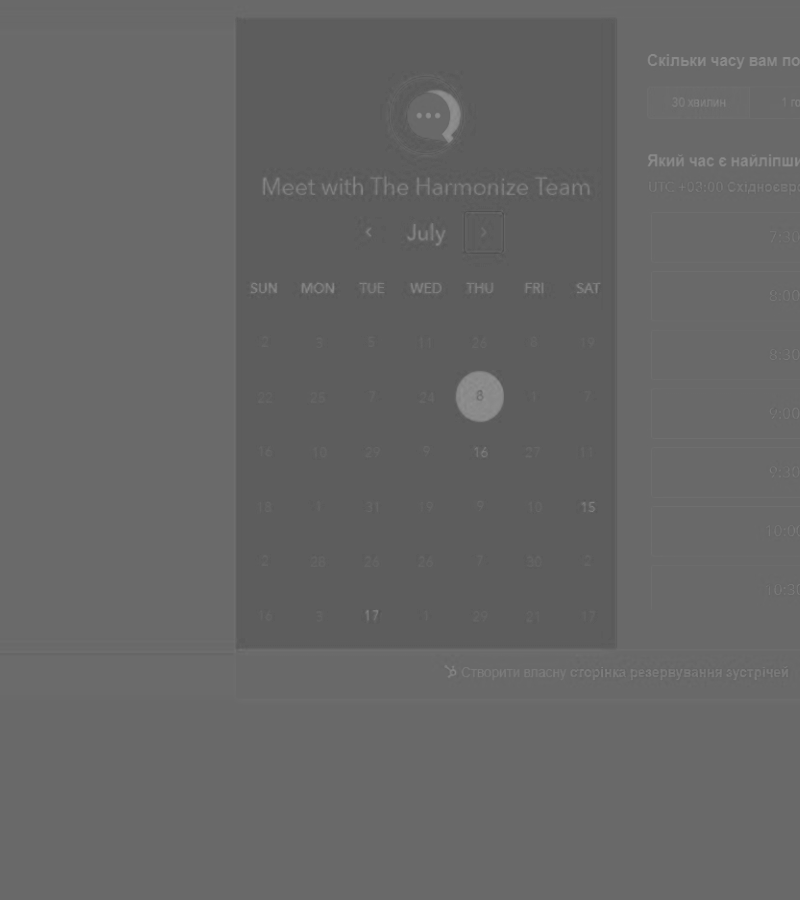 Meet with The Harmonize Team
July
SUN MON TUE WED THU FRI SAT
2 3 5 11 26 8 19
22 25 7 24 8 1 7
16 10 29 9 16 27 11
18 1 31 19 9 10 15
2 28 26 26 7 30 2
16 3 17 1 29 21 17
Скільки часу вам по
30 хвилин 1 го
Який час є найліпши
UTC +03:00 Східноєвро
7:30
8:00
8:30
9:00
9:30
10:00
10:30
Створити власну сторінка резервування зустрічей